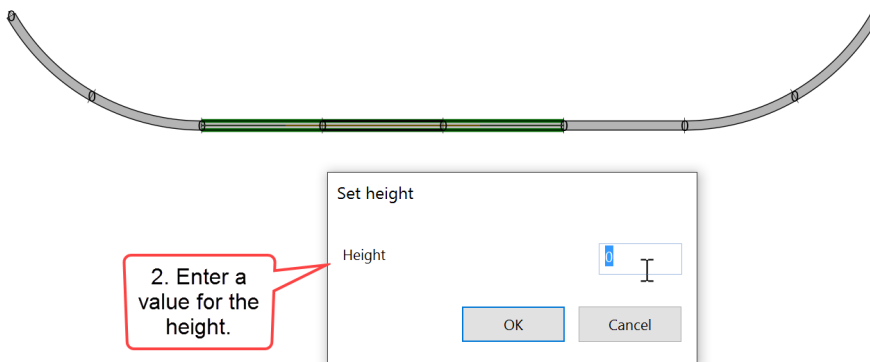 Set height
Height
0
2. Enter a
value for the
height.
OK
Cancel